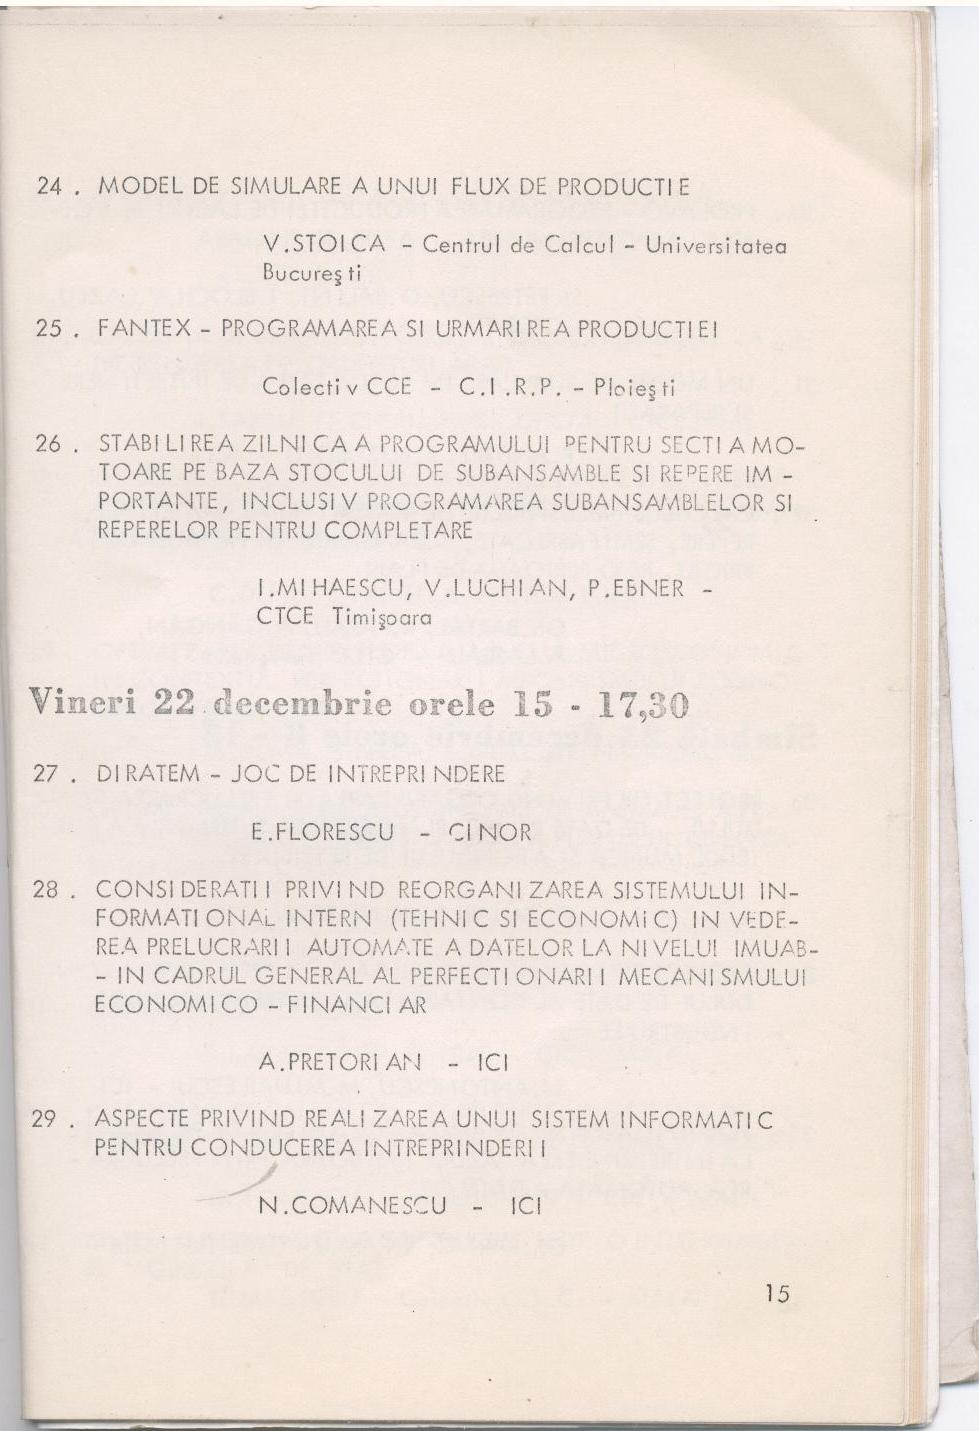 24 . MODEL DE SIMULARE A UNUI FLUX DE PRODUCTIE
V.STOICA - Centrul de Calcul - Universitatea
Bucureşti
25 . FANTEX - PROGRAMAREA SI URMARIREA PRODUCTIEI
Colectiv CCE - C.I.R.P. - Ploieşti
26 . STABILIREA ZILNICA A PROGRAMULUI PENTRU SECTIA MO-
TOARE PE BAZA STOCULUI DE SUBANSAMBLE SI REPERE IM -
PORTANTE, INCLUSIV PROGRAMAREA SUBANSAMBLELOR SI
REPERELOR PENTRU COMPLETARE
I.MIHAESCU, V.LUCHIAN, P.EBNER -
CTCE Timişoara
Vineri 22 decembrie orele 15 - 17,30
27 . DIRATEM - JOC DE INTREPRINDERE
E.FLORESCU - CINOR
28 . CONSIDERATII PRIVIND REORGANIZAREA SISTEMULUI IN-
FORMATIONAL INTERN (TEHNIC SI ECONOMIC) IN VEDE-
REA PRELUCRARII AUTOMATE A DATELOR LA NIVELUL IMUAB-
- IN CADRUL GENERAL AL PERFECTIONARII MECANISMULUI
ECONOMICO - FINANCIAR
A.PRETORIAN - ICI
29 . ASPECTE PRIVIND REALIZAREA UNUI SISTEM INFORMATIC
PENTRU CONDUCEREA INTREPRINDERII
N.COMANESCU - ICI
15